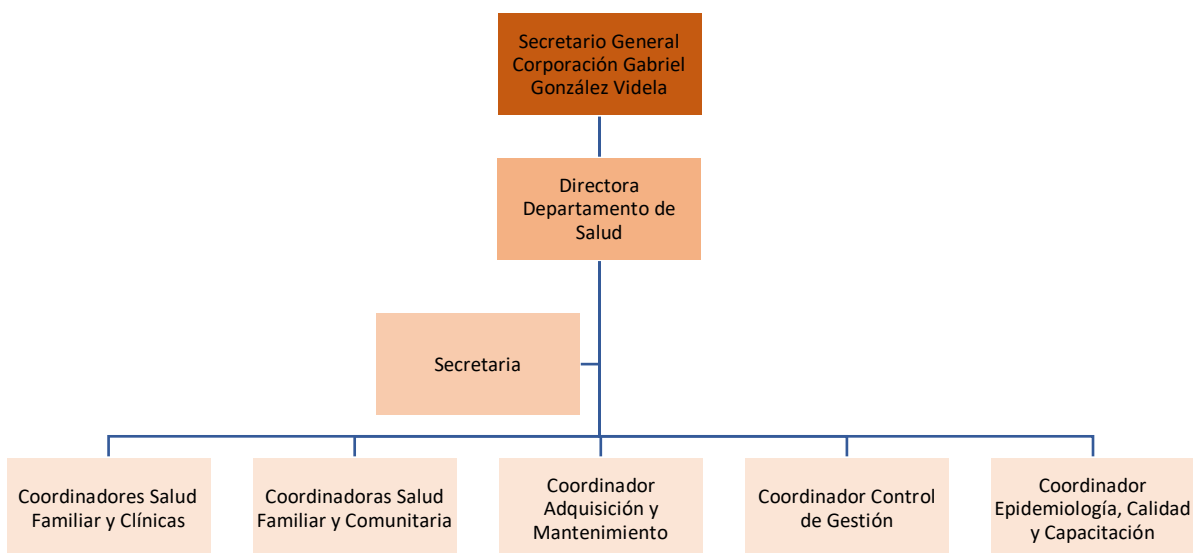 Secretario General
Corporación Gabriel
González Videla
Directora
Departamento de
Salud
Secretaria
Coordinadores Salud
Familiar y Clínicas
Coordinadoras Salud
Familiar y Comunitaria
Coordinador
Adquisición y
Mantenimiento
Coordinador Control
de Gestión
Coordinador
Epidemiología, Calidad
y Capacitación